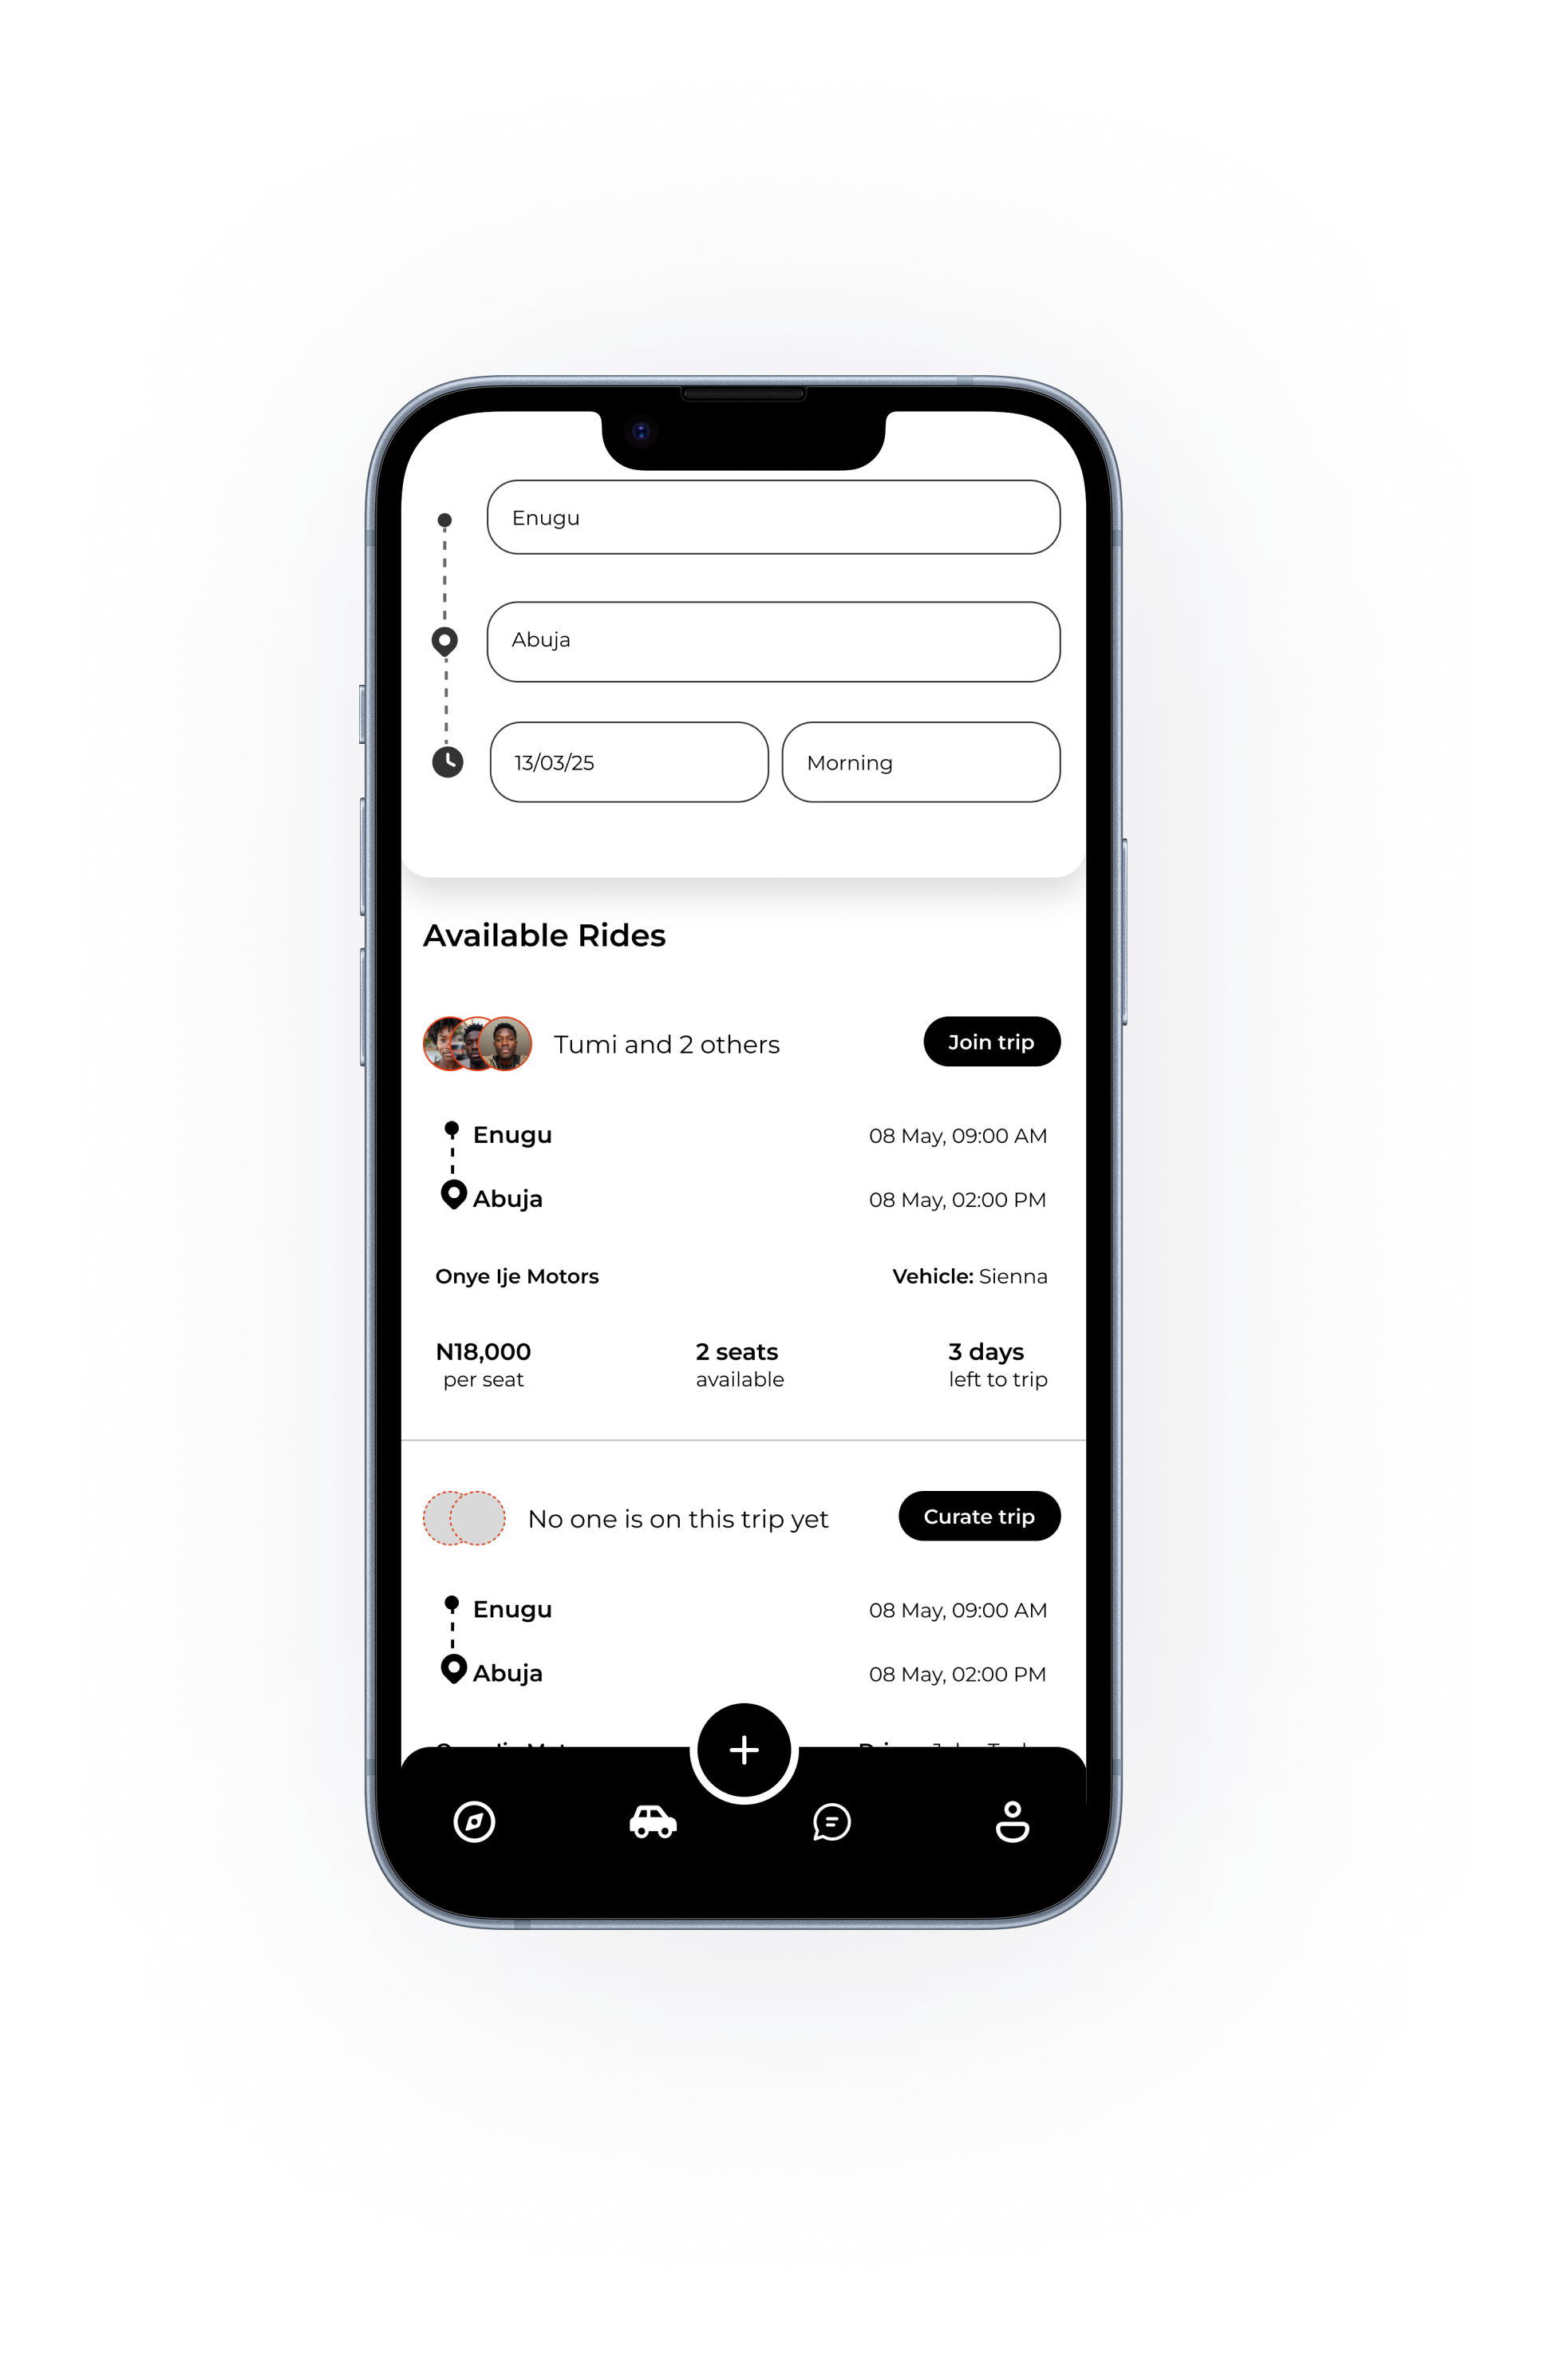 Enugu
Abuja
13/03/25 Morning
Available Rides
Tumi and 2 others Join trip
Enugu 08 May, 09:00 AM
Abuja 08 May, 02:00 PM
Onye Ije Motors Vehicle: Sienna
N18,000 2 seats 3 days
per seat available left to trip
No one is on this trip yet Curate trip
Enugu 08 May, 09:00 AM
Abuja 08 May, 02:00 PM